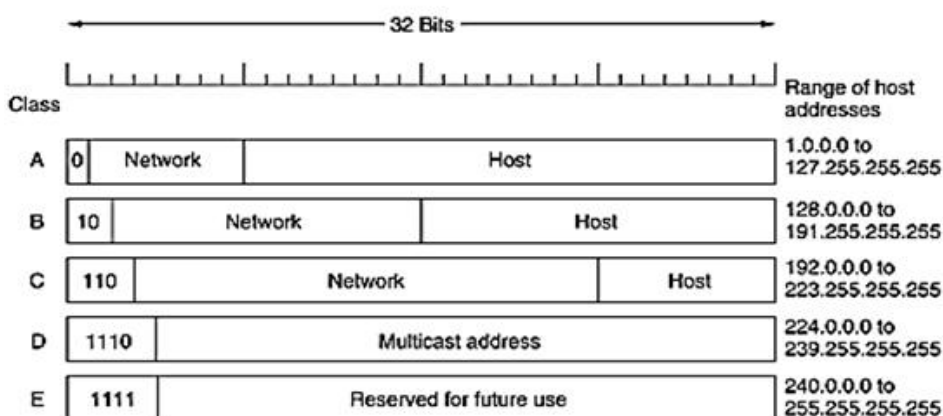 32 Bits
Class
Range of host
addresses
A 0 Network Host 1.0.0.0 to
127.255.255.255
B 10 Network Host 128.0.0.0 to
191.255.255.255
C 110 Network Host 192.0.0.0 to
223.255.255.255
D 1110 Multicast address 224.0.0.0 to
239.255.255.255
E 1111 Reserved for future use 240.0.0.0 to
255.255.255.255